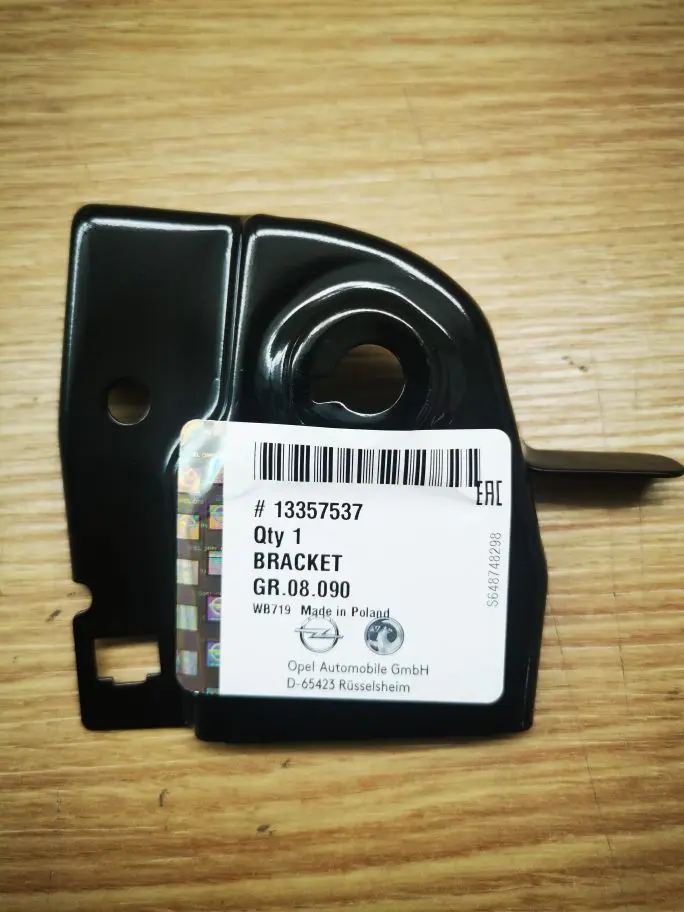 EAC
# 13357537
Qty 1
BRACKET
GR.08.090
WB719 Made in Poland
Opel Automobile GmbH
D-65423 Rüsselsheim
S648748298